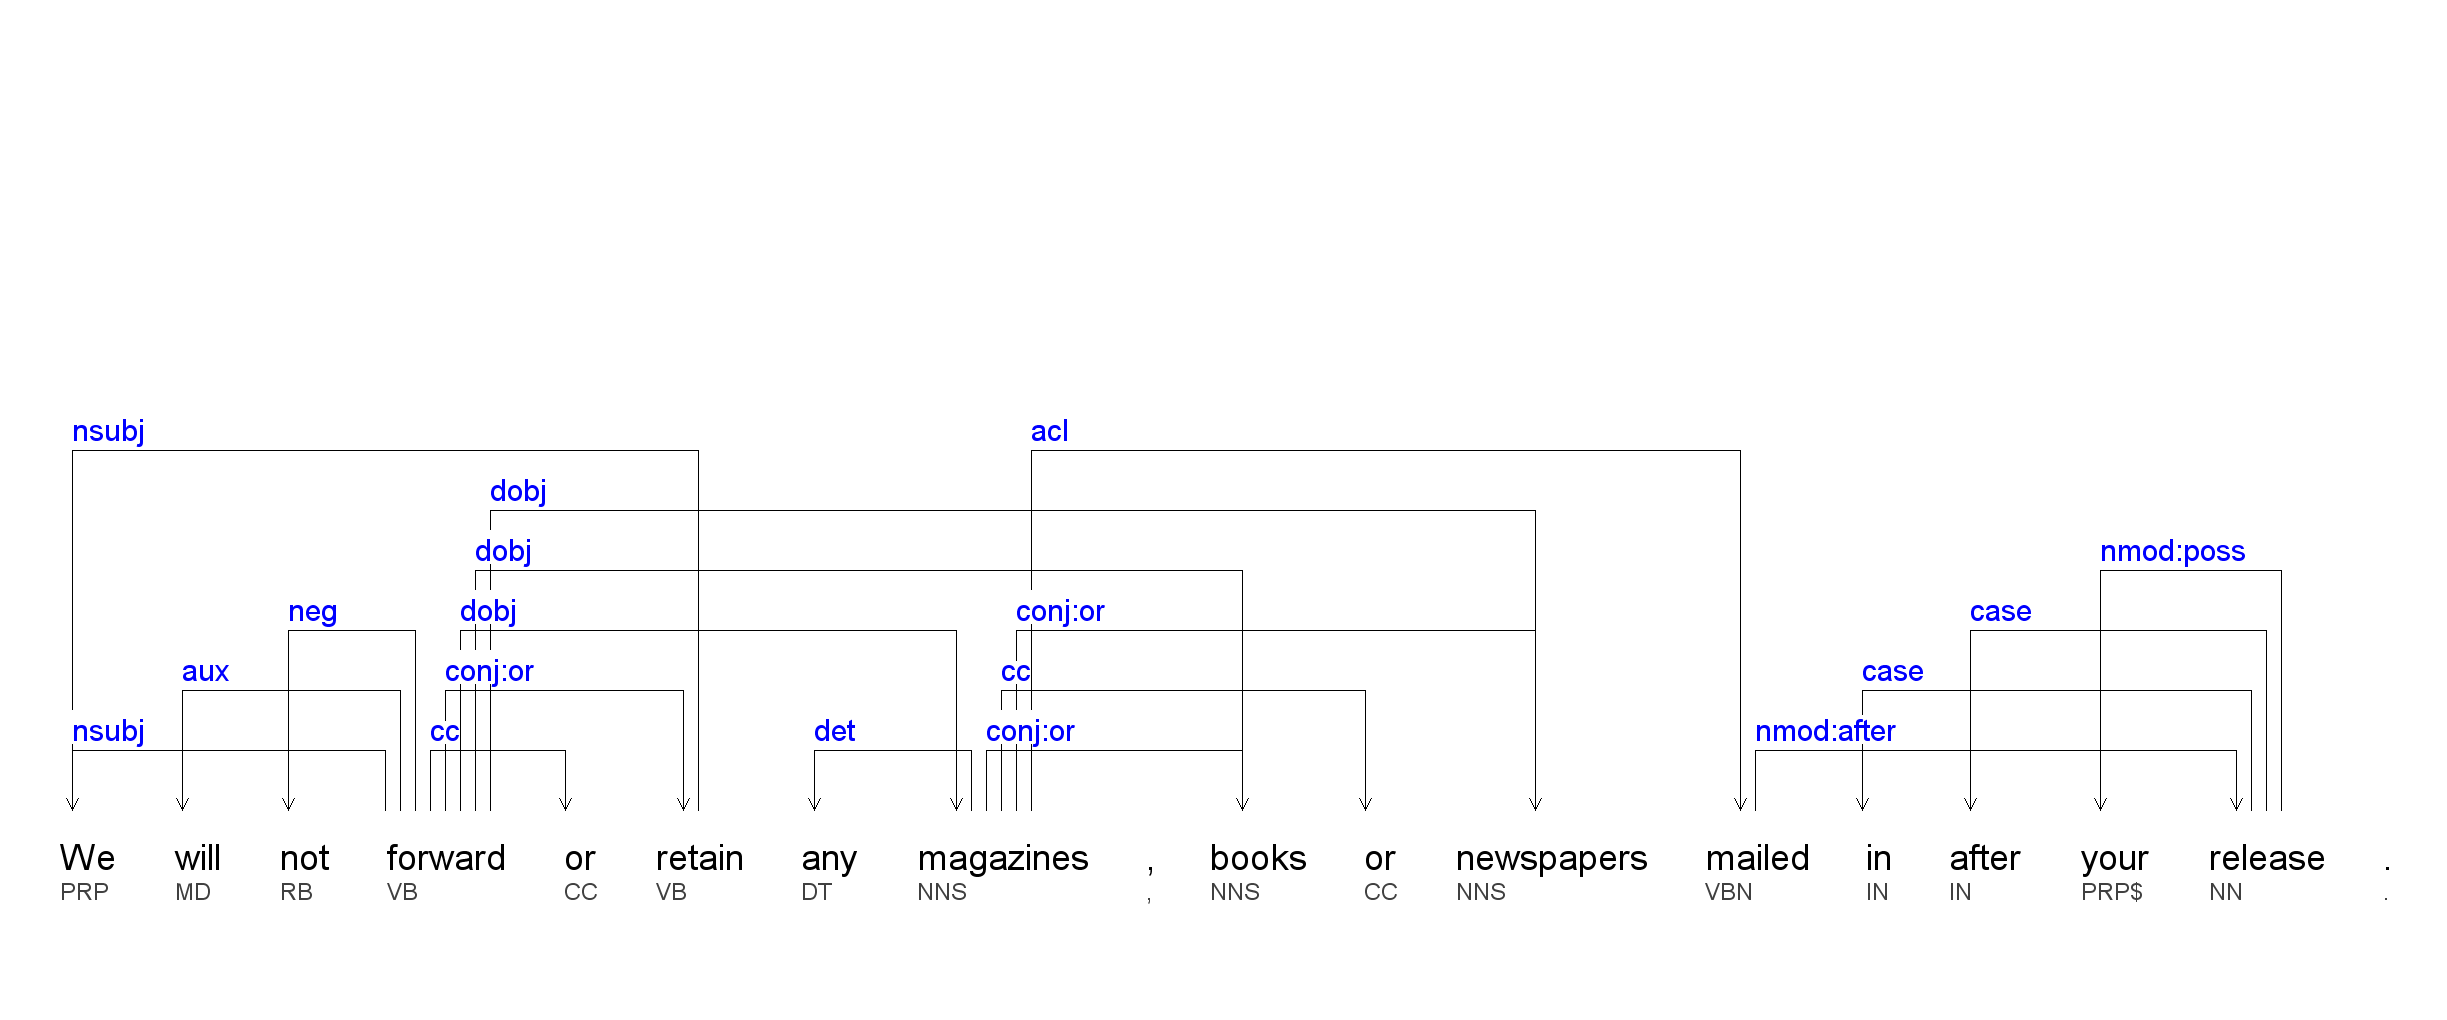 nsubj acl
dobj
dobj nmod:poss
neg dobj conj:or case
aux conj:or cc case
nsubj cc det conj:or nmod:after
We will not forward or retain any magazines , books or newspapers mailed in after your release .
PRP MD RB VB CC VB DT NNS , NNS CC NNS VBN IN IN PRP$ NN .